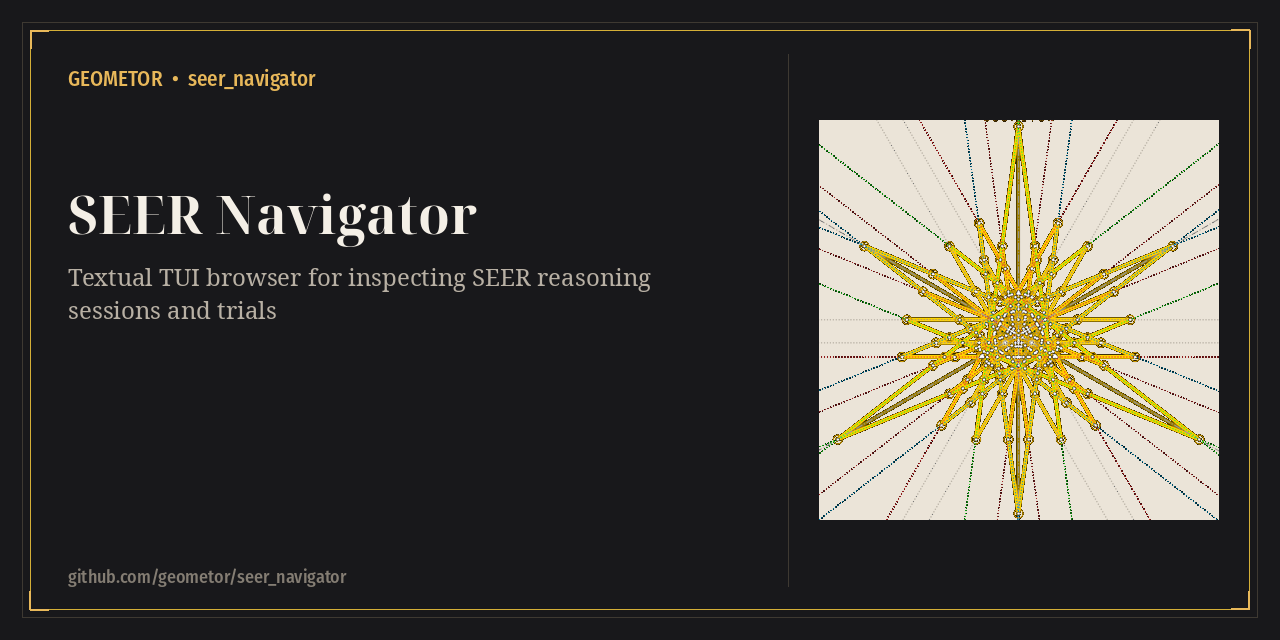 GEOMETOR • seer_navigator
SEER Navigator
Textual TUI browser for inspecting SEER reasoning
sessions and trials
github.com/geometor/seer_navigator